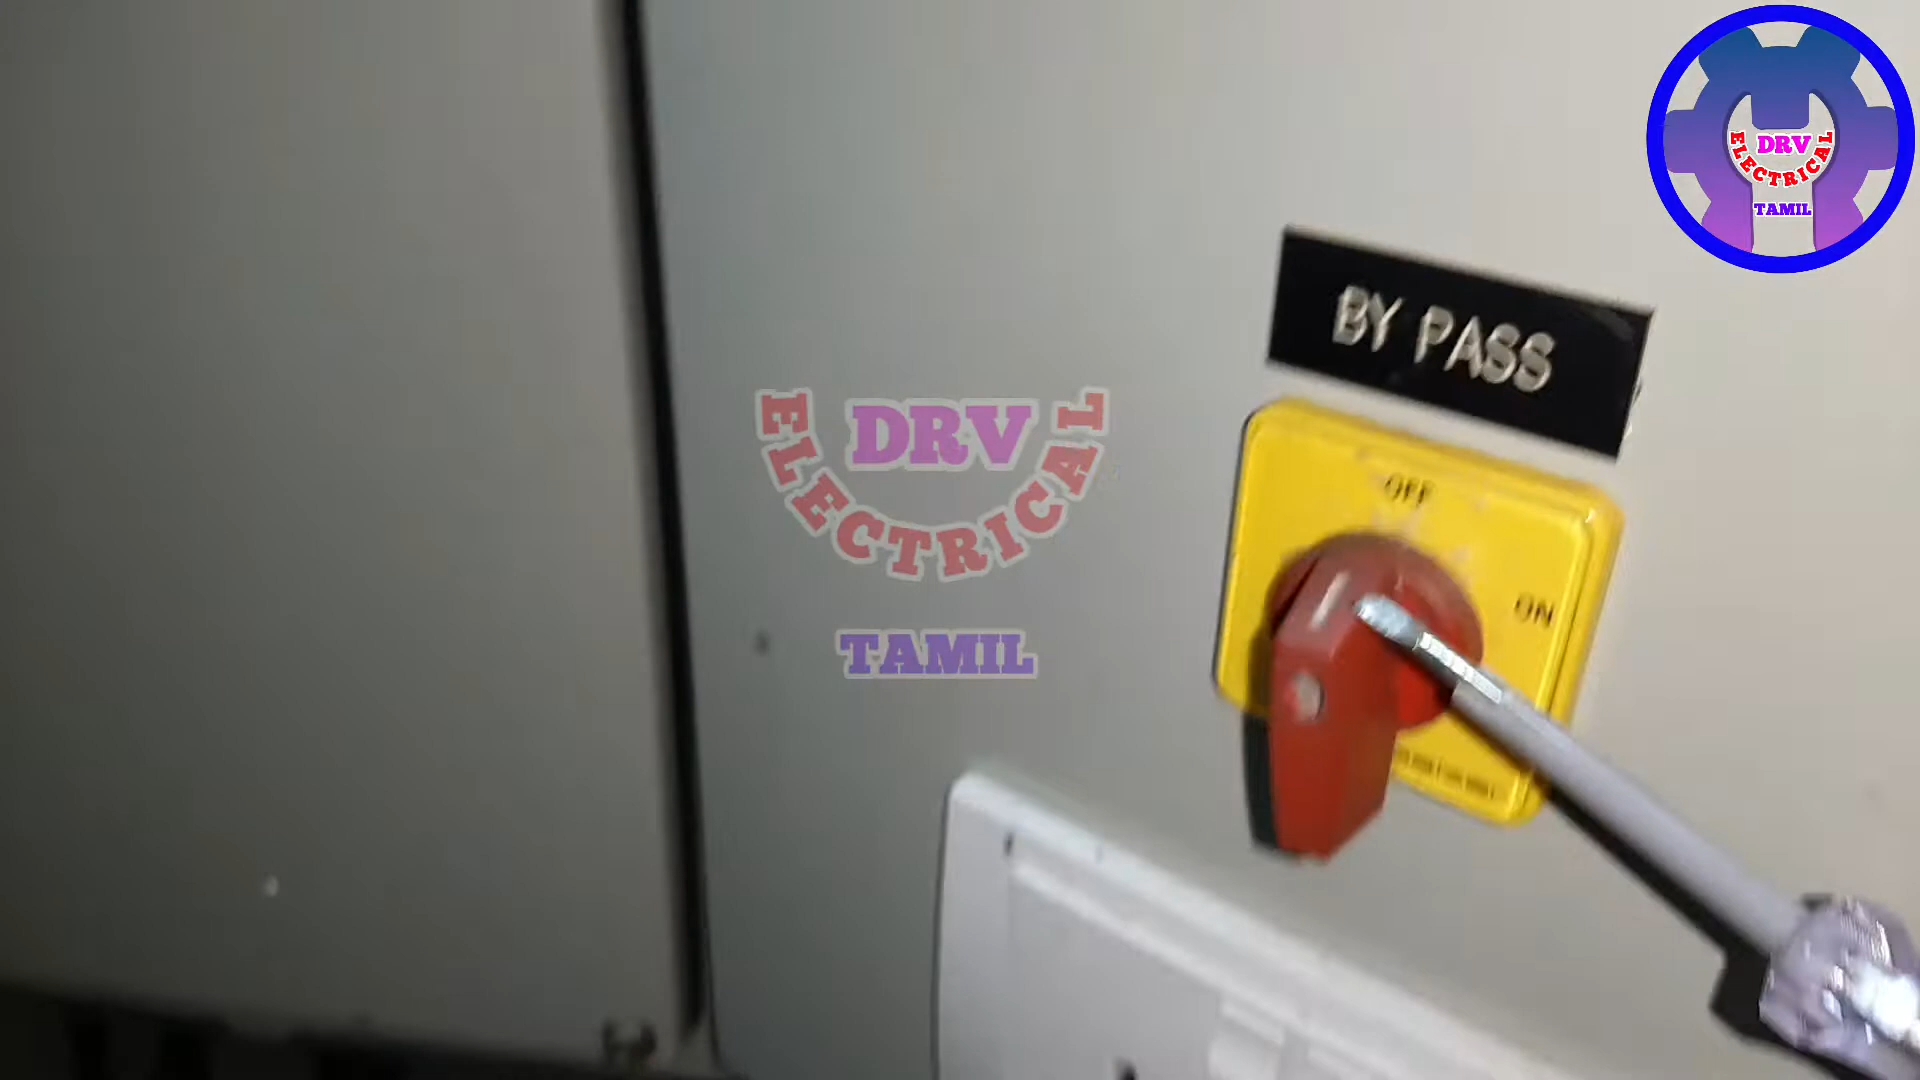 DRV
ELECTRICAL
TAMIL
BY PASS
OFF
ON
DRV
ELECTRICAL
TAMIL